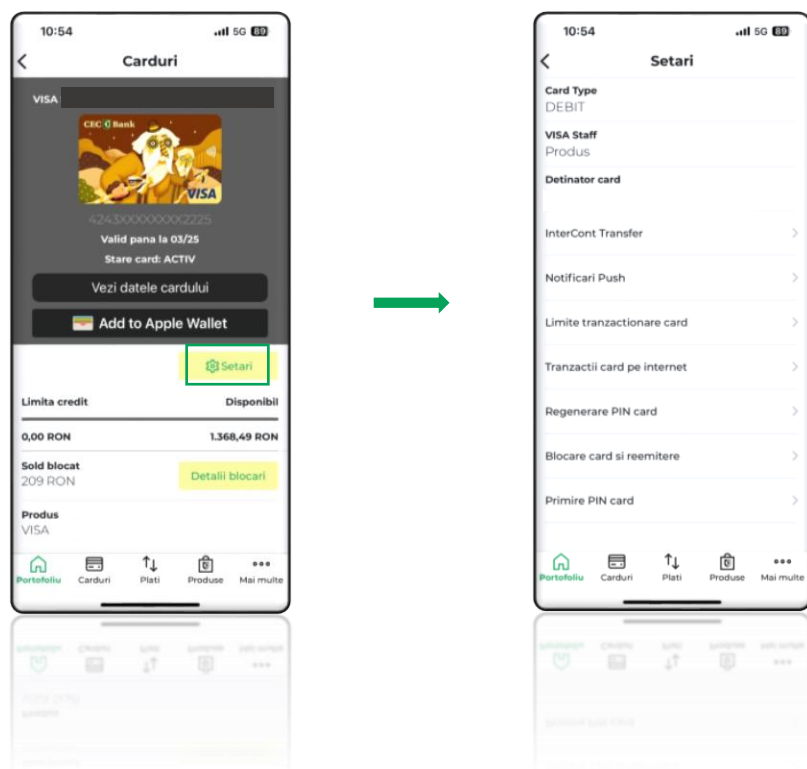 10:54
5G 89
Carduri
VISA
CEC Bank
VISA
4243XXXXXXXX2225
Valid pana la 03/25
Stare card: ACTIV
Vezi datele cardului
Add to Apple Wallet
Setari
Limita credit Disponibil
0,00 RON 1.368,49 RON
Sold blocat
209 RON
Detalii blocari
Produs
VISA
Portofoliu Carduri Plati Produse Mai multe
10:54
5G 89
Setari
Card Type
DEBIT
VISA Staff
Produs
Detinator card
InterCont Transfer
Notificari Push
Limite tranzactionare card
Tranzactii card pe internet
Regenerare PIN card
Blocare card si reemitere
Primire PIN card
Portofoliu Carduri Plati Produse Mai multe